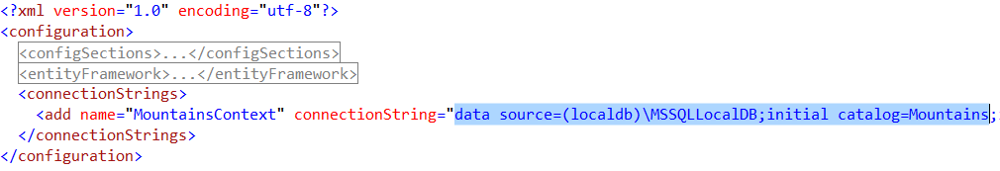 <?xml version="1.0" encoding="utf-8"?>
<configuration>
<configSections>...</configSections>
<entityFramework>...</entityFramework>
<connectionStrings>
<add name="MountainsContext" connectionString="data source=(localdb)\MSSQLLocalDB;initial catalog=Mountains;
</connectionStrings>
</configuration>